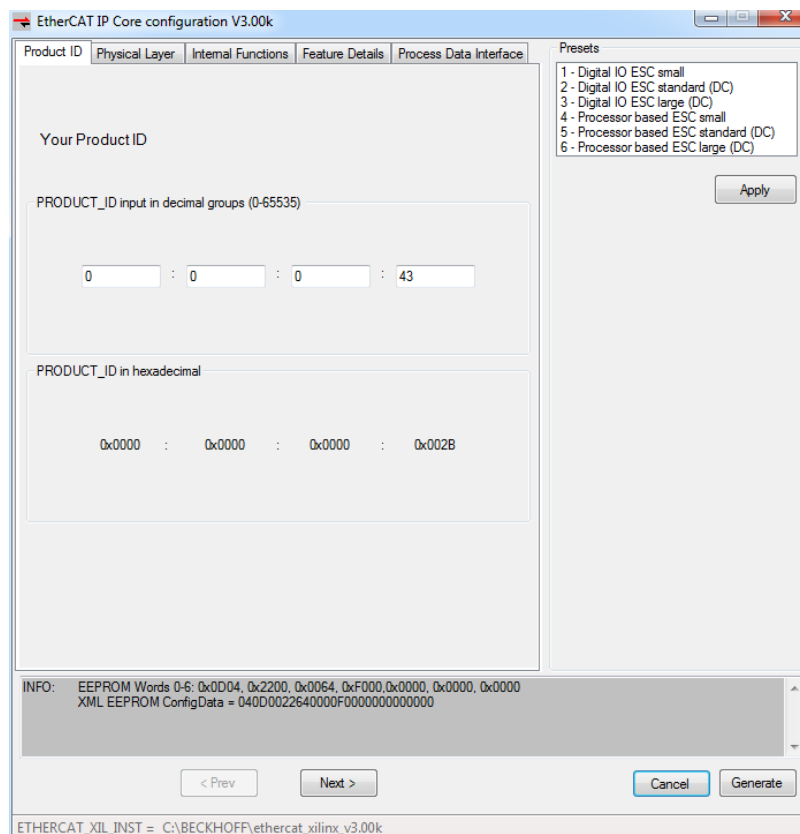 EtherCAT IP Core configuration V3.00k
Product ID Physical Layer Internal Functions Feature Details Process Data Interface
Your Product ID
PRODUCT_ID input in decimal groups (0-65535)
0 : 0 : 0 : 43
PRODUCT_ID in hexadecimal
0x0000 : 0x0000 : 0x0000 : 0x002B
Presets
1 - Digital IO ESC small
2 - Digital IO ESC standard (DC)
3 - Digital IO ESC large (DC)
4 - Processor based ESC small
5 - Processor based ESC standard (DC)
6 - Processor based ESC large (DC)
Apply
INFO: EEPROM Words 0-6: 0x0D04, 0x2200, 0x0064, 0xF000,0x0000, 0x0000, 0x0000
XML EEPROM ConfigData = 040D0022640000F0000000000000
< Prev Next > Cancel Generate
ETHERCAT_XIL_INST = C:\BECKHOFF\ethercat_xilinx_v3.00k